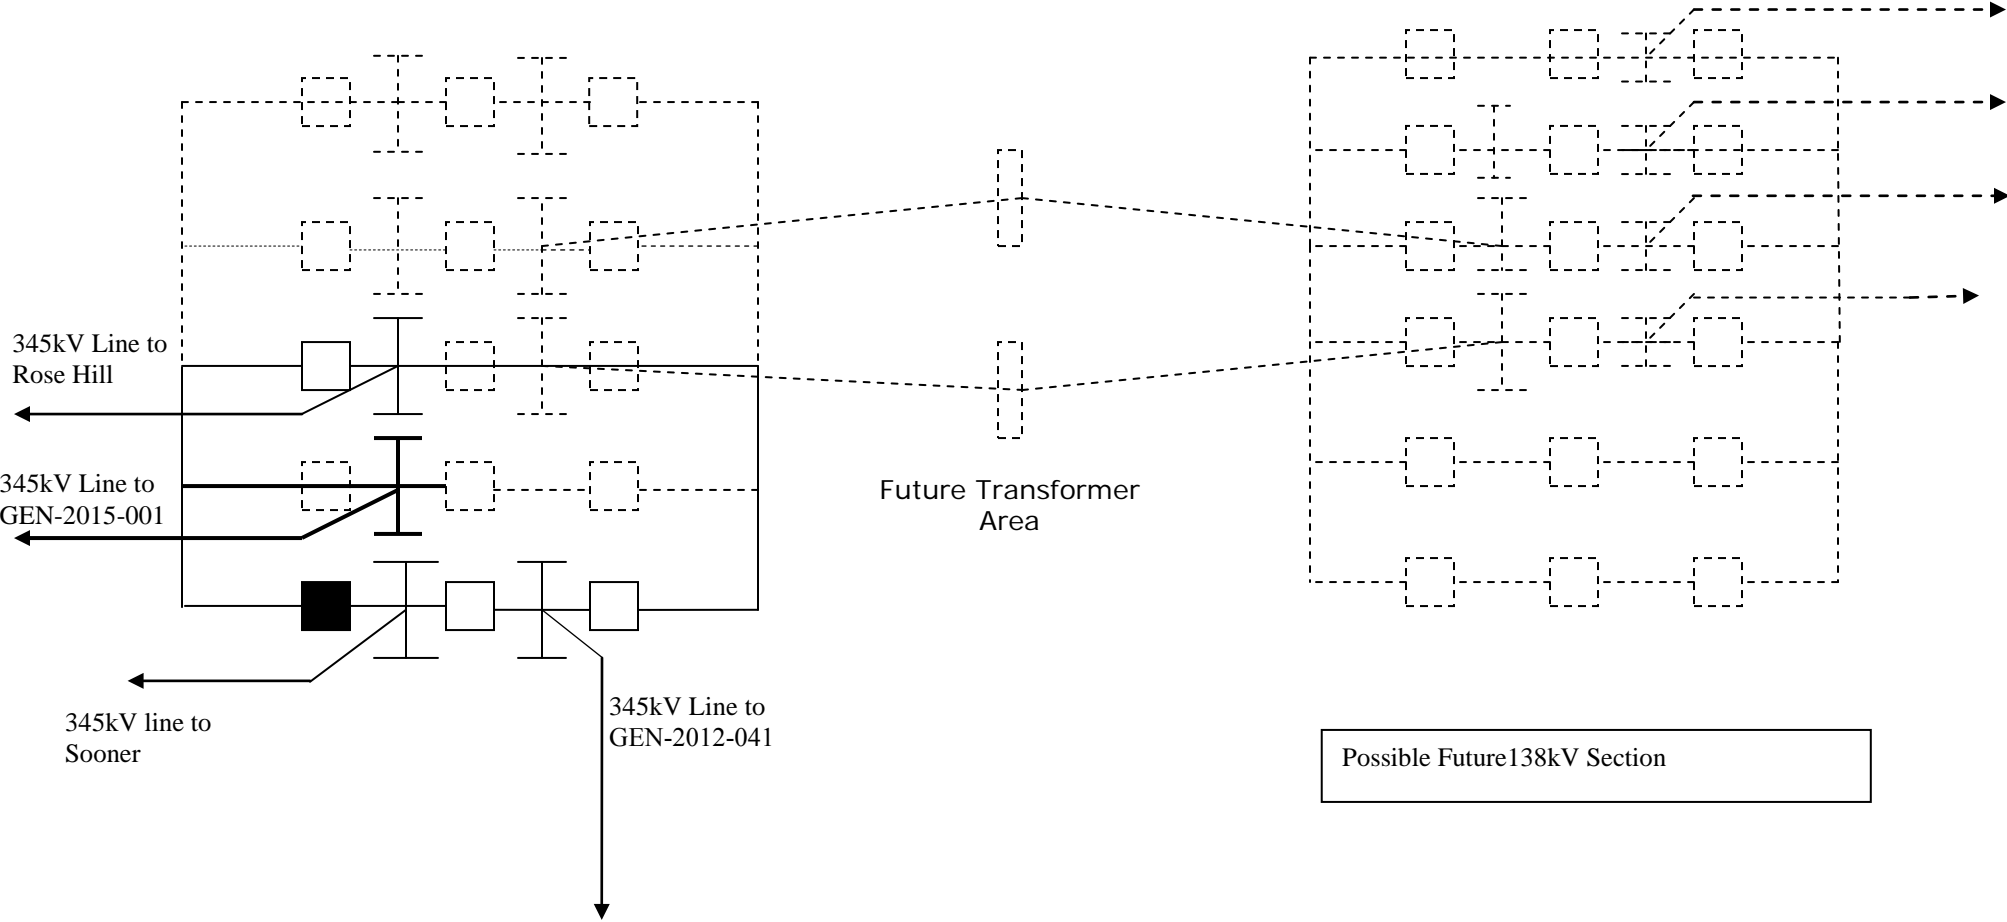 345kV Line to
Rose Hill
345kV Line to
GEN-2015-001
Future Transformer
Area
345kV line to
Sooner
345kV Line to
GEN-2012-041
Possible Future138kV Section